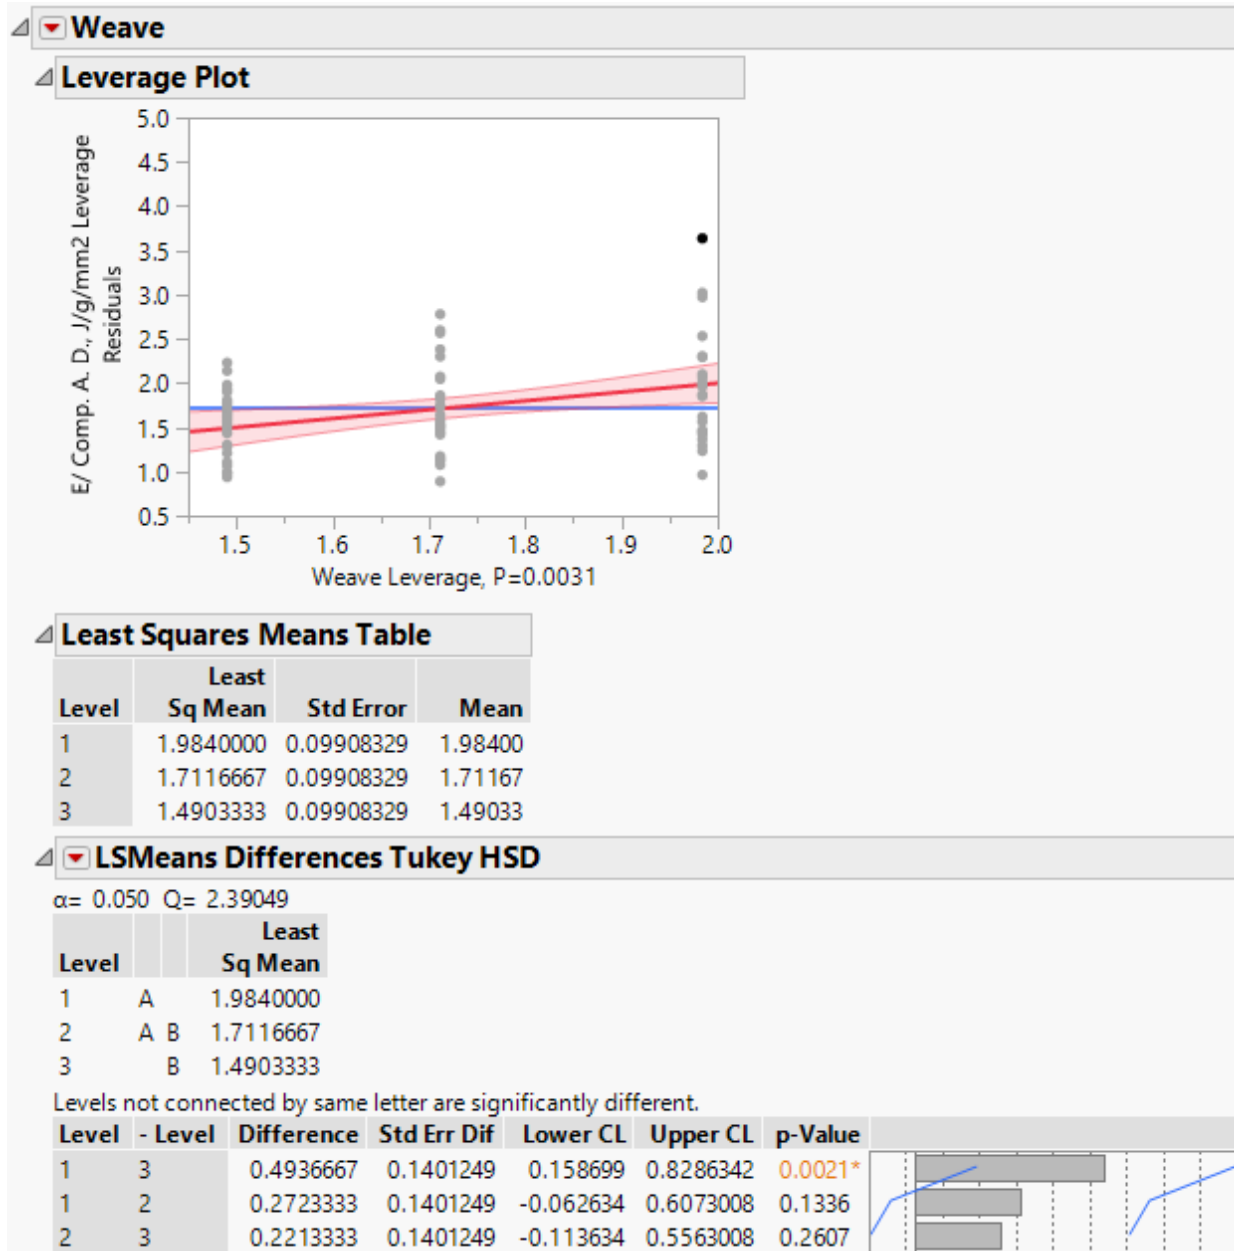 Weave
Leverage Plot
E/ Comp. A. D., J/g/mm2 Leverage
Residuals
5.0
4.5
4.0
3.5
3.0
2.5
2.0
1.5
1.0
0.5
1.5 1.6 1.7 1.8 1.9 2.0
Weave Leverage, P=0.0031
Least Squares Means Table
Least
Level Sq Mean Std Error Mean
1 1.9840000 0.09908329 1.98400
2 1.7116667 0.09908329 1.71167
3 1.4903333 0.09908329 1.49033
LSMeans Differences Tukey HSD
α= 0.050 Q= 2.39049
Least
Level Sq Mean
1 A 1.9840000
2 A B 1.7116667
3 B 1.4903333
Levels not connected by same letter are significantly different.
Level - Level Difference Std Err Dif Lower CL Upper CL p-Value
1 3 0.4936667 0.1401249 0.158699 0.8286342 0.0021*
1 2 0.2723333 0.1401249 -0.062634 0.6073008 0.1336
2 3 0.2213333 0.1401249 -0.113634 0.5563008 0.2607